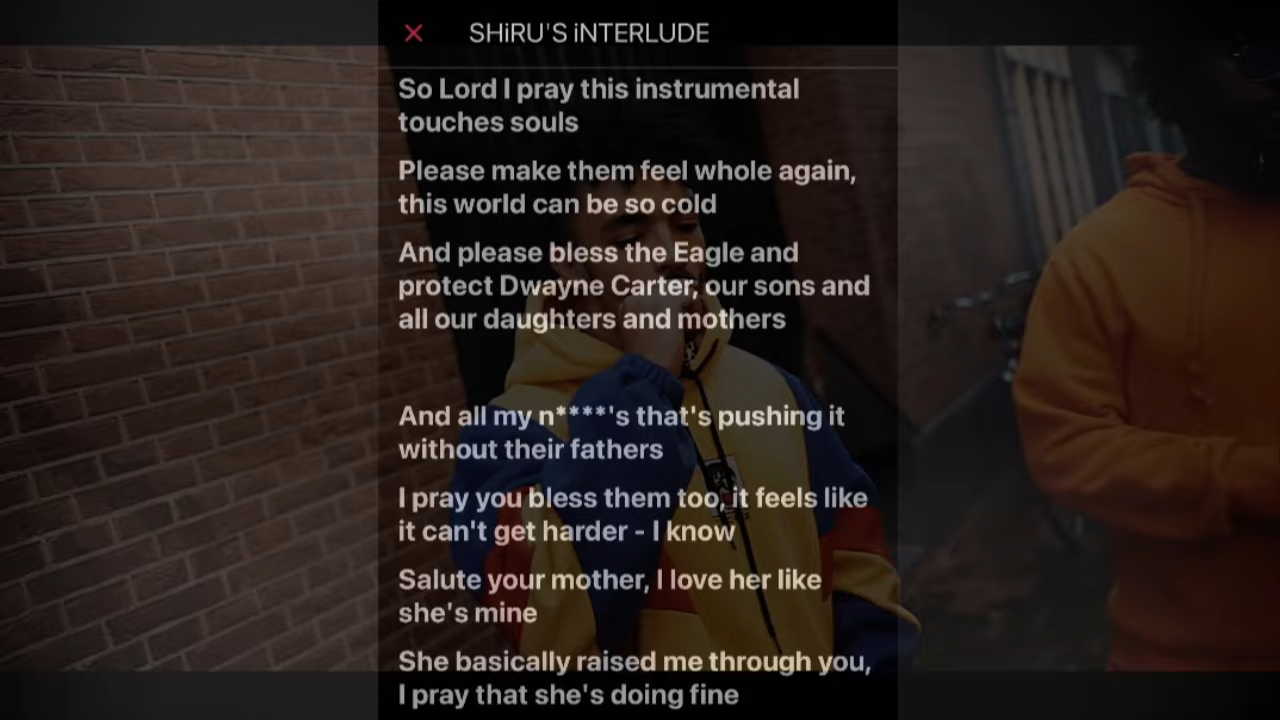 SHiRU'S iNTERLUDE
So Lord I pray this instrumental
touches souls
Please make them feel whole again,
this world can be so cold
And please bless the Eagle and
protect Dwayne Carter, our sons and
all our daughters and mothers
And all my n****'s that's pushing it
without their fathers
I pray you bless them too, it feels like
it can't get harder - I know
Salute your mother, I love her like
she's mine
She basically raised me through you,
I pray that she's doing fine